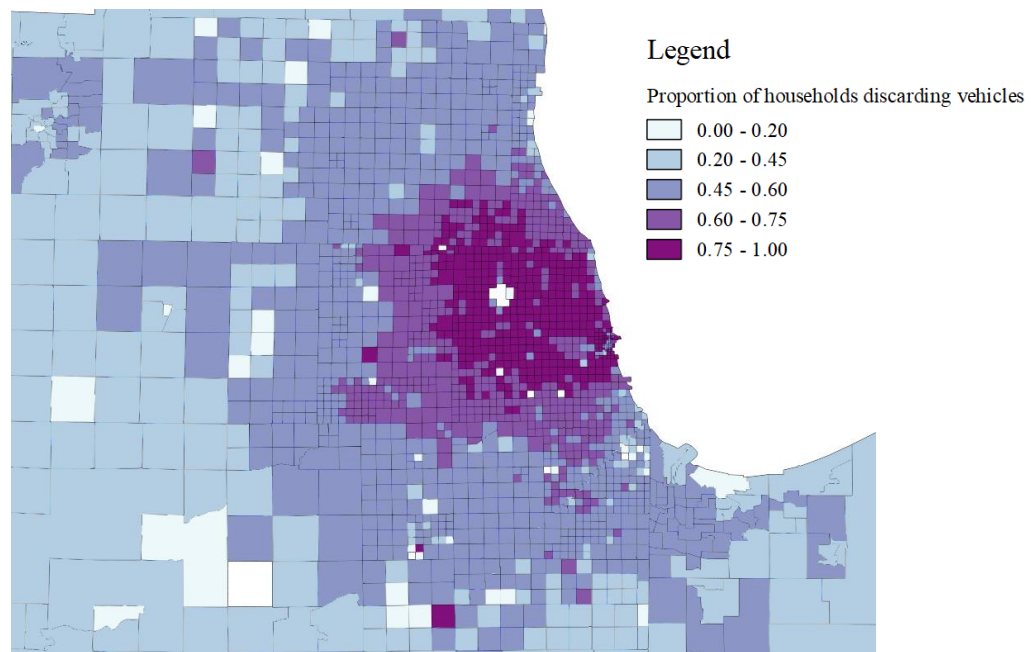 Legend
Proportion of households discarding vehicles
0.00 - 0.20
0.20 - 0.45
0.45 - 0.60
0.60 - 0.75
0.75 - 1.00